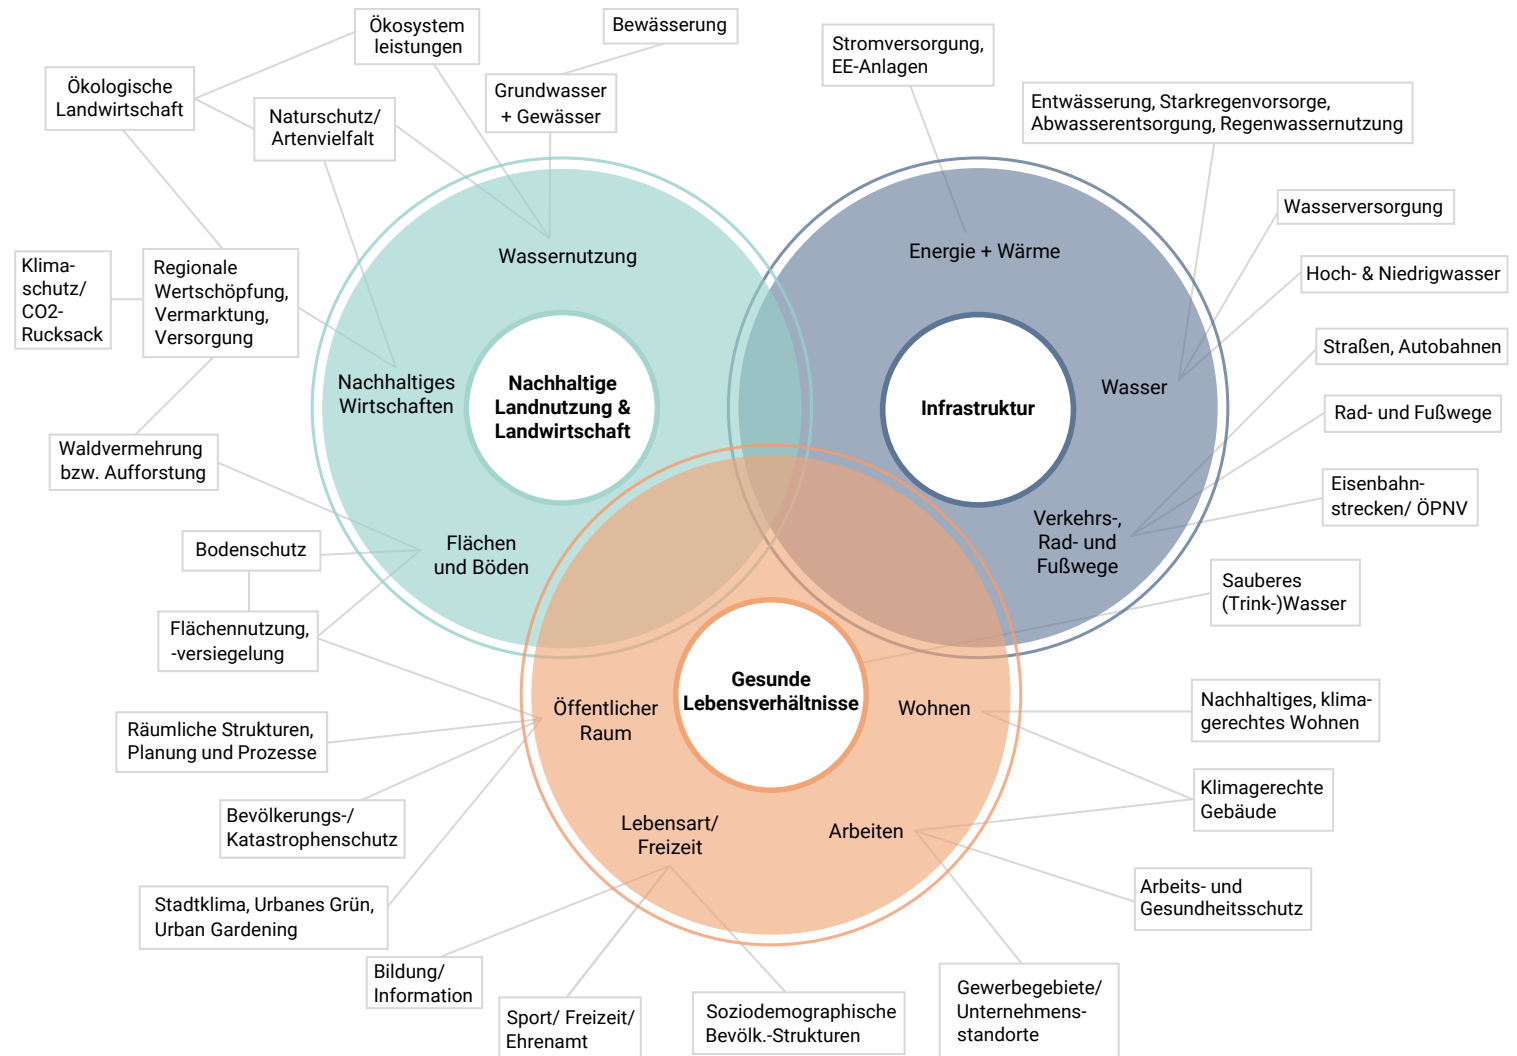 Ökosystem
leistungen
Bewässerung
Stromversorgung,
EE-Anlagen
Ökologische
Landwirtschaft
Naturschutz/
Artenvielfalt
Grundwasser
+ Gewässer
Entwässerung, Starkregenvorsorge,
Abwasserentsorgung, Regenwassernutzung
Wasserversorgung
Hoch- & Niedrigwasser
Straßen, Autobahnen
Rad- und Fußwege
Eisenbahn-
strecken/ ÖPNV
Klima-
schutz/
CO2-
Rucksack
Regionale
Wertschöpfung,
Vermarktung,
Versorgung
Wassernutzung
Nachhaltiges
Wirtschaften
Nachhaltige
Landnutzung &
Landwirtschaft
Flächen
und Böden
Energie + Wärme
Infrastruktur
Wasser
Verkehrs-,
Rad- und
Fußwege
Waldvermehrung
bzw. Aufforstung
Bodenschutz
Flächennutzung,
-versiegelung
Sauberes
(Trink-)Wasser
Gesunde
Lebensverhältnisse
Öffentlicher
Raum
Wohnen
Lebensart/
Freizeit
Arbeiten
Räumliche Strukturen,
Planung und Prozesse
Nachhaltiges, klima-
gerechtes Wohnen
Klimagerechte
Gebäude
Bevölkerungs-/
Katastrophenschutz
Stadtklima, Urbanes Grün,
Urban Gardening
Arbeits- und
Gesundheitsschutz
Bildung/
Information
Sport/ Freizeit/
Ehrenamt
Soziodemographische
Bevölk.-Strukturen
Gewerbegebiete/
Unternehmens-
standorte